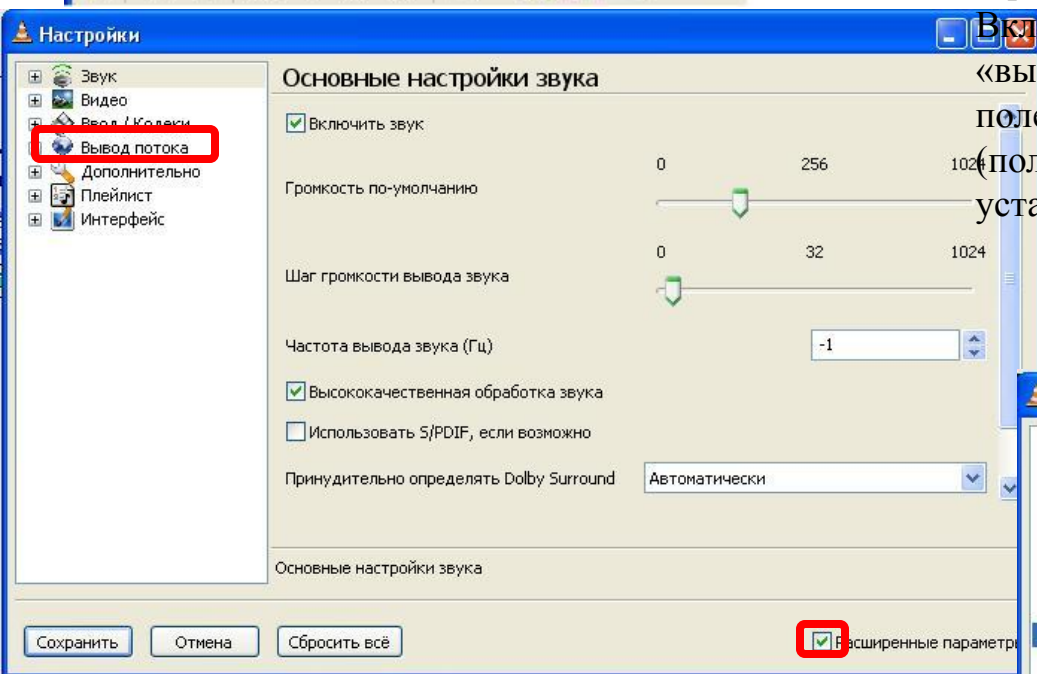 Настройки
Звук
Видео
Ввод / Кодеки
Вывод потока
Дополнительно
Плейлист
Интерфейс
Основные настройки звука
Включить звук
0 256 1024
Громкость по-умолчанию
0 32 1024
Шаг громкости вывода звука
Частота вывода звука (Гц) -1
Высококачественная обработка звука
Использовать S/PDIF, если возможно
Принудительно определять Dolby Surround Автоматически
Основные настройки звука
Сохранить Отмена Сбросить всё Расширенные параметры